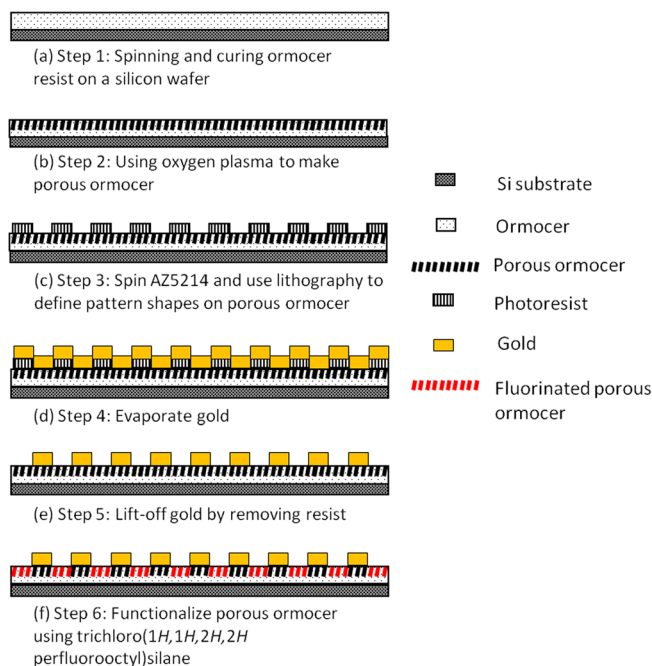 (a) Step 1: Spinning and curing ormocer
resist on a silicon wafer
(b) Step 2: Using oxygen plasma to make
porous ormocer
(c) Step 3: Spin AZ5214 and use lithography to
define pattern shapes on porous ormocer
(d) Step 4: Evaporate gold
(e) Step 5: Lift-off gold by removing resist
(f) Step 6: Functionalize porous ormocer
using trichloro(1H,1H,2H,2H
perfluorooctyl)silane
Si substrate
Ormocer
Porous ormocer
Photoresist
Gold
Fluorinated porous
ormocer